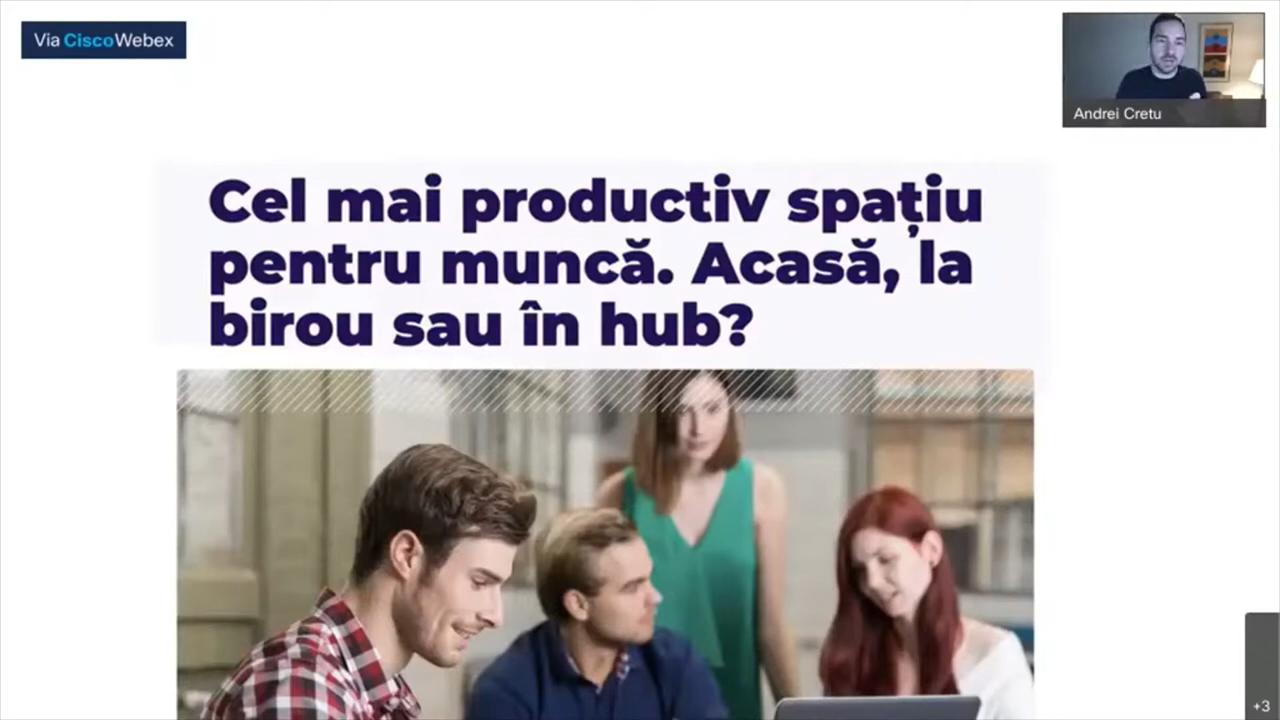 Via CiscoWebex
Andrei Cretu
Cel mai productiv spațiu
pentru muncă. Acasă, la
birou sau în hub?
+3